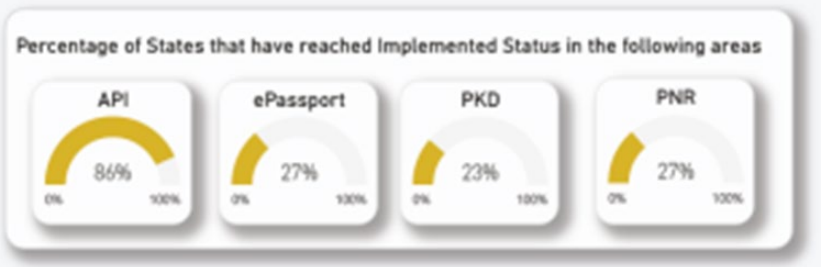 Percentage of States that have reached Implemented Status in the following areas
API
86%
0% 100%
ePassport
27%
0% 100%
PKD
23%
0% 100%
PNR
27%
0% 100%